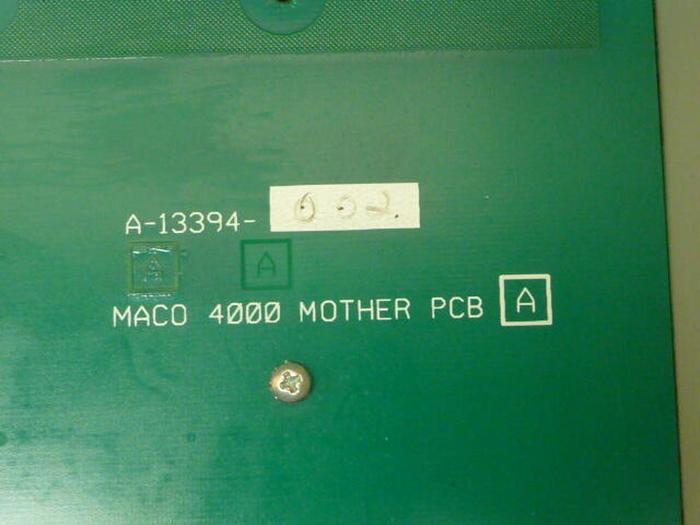 A-13394-002.
A A
MACO 4000 MOTHER PCB A